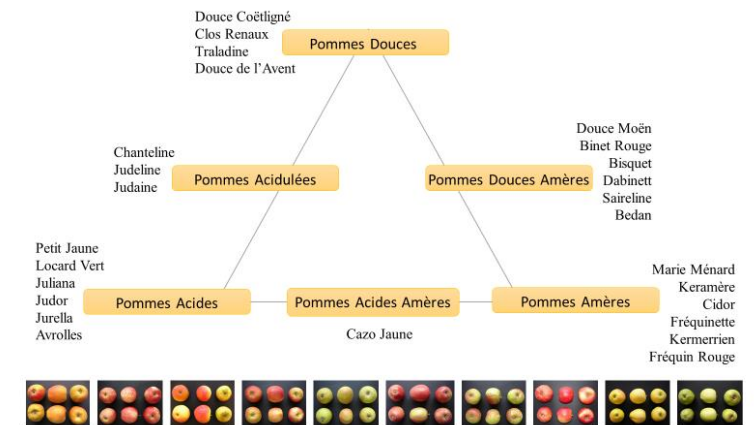 Douce Coëtligné
Clos Renaux
Traladine
Douce de l'Avent
Pommes Douces
Chanteline
Judeline
Judaine
Pommes Acidulées
Pommes Douces Amères
Douce Moën
Binet Rouge
Bisquet
Dabinett
Saireline
Bedan
Petit Jaune
Locard Vert
Juliana
Judor
Jurella
Avrolles
Pommes Acides
Pommes Acides Amères
Cazo Jaune
Pommes Amères
Marie Ménard
Keramère
Cidor
Fréquinette
Kermerrien
Fréquin Rouge